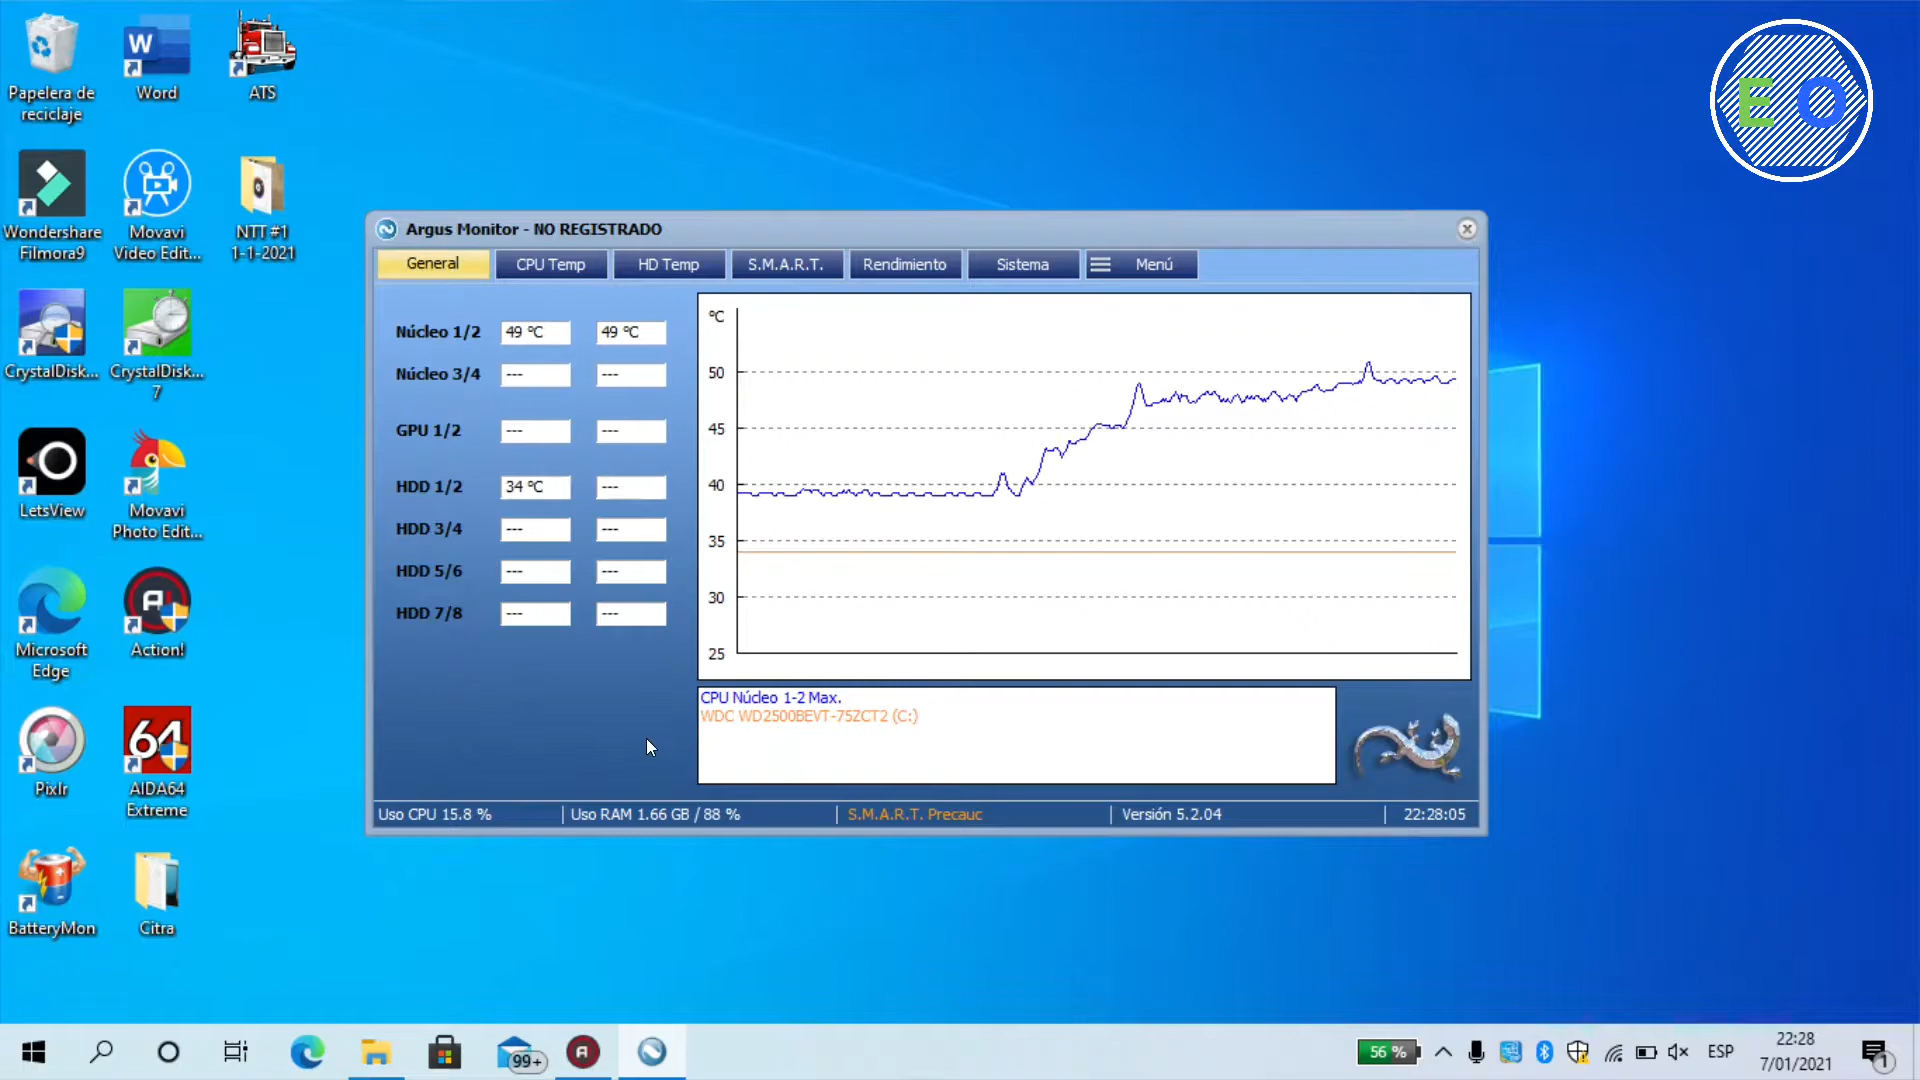 Papelera de
reciclaje
Word
ATS
Wondershare
Filmora9
Movavi
Video Edit...
NTT #1
1-1-2021
CrystalDisk...
CrystalDisk...
7
LetsView
Movavi
Photo Edit...
Microsoft
Edge
Action!
Pixlr
64
AIDA64
Extreme
BatteryMon
Citra
E O
Argus Monitor - NO REGISTRADO
General
CPU Temp
HD Temp
S.M.A.R.T.
Rendimiento
Sistema
Menú
Núcleo 1/2 49 °C 49 °C
Núcleo 3/4 --- ---
GPU 1/2 --- ---
HDD 1/2 34 °C ---
HDD 3/4 --- ---
HDD 5/6 --- ---
HDD 7/8 --- ---
°C
50
45
40
35
30
25
CPU Núcleo 1-2 Max.
WDC WD2500BEVT-75ZCT2 (C:)
Uso CPU 15.8 %
Uso RAM 1.66 GB / 88 %
S.M.A.R.T. Precauc
Versión 5.2.04
22:28:05
99+
56 %
ESP
22:28
7/01/2021
1